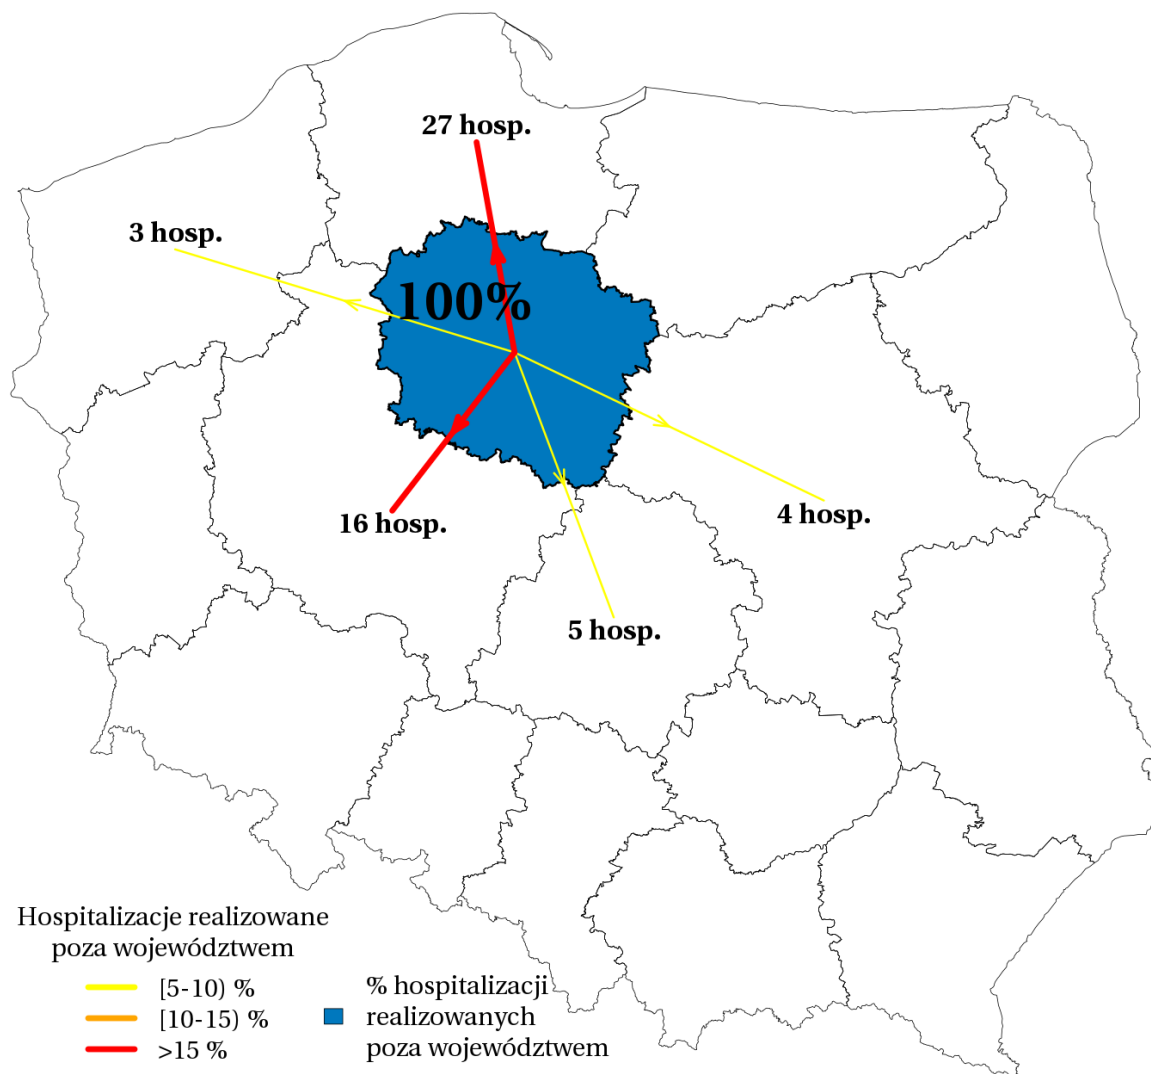 27 hosp.
3 hosp.
100%
16 hosp.
4 hosp.
5 hosp.
Hospitalizacje realizowane
poza województwem
[5-10) %
[10-15) %
>15 %
% hospitalizacji
realizowanych
poza województwem